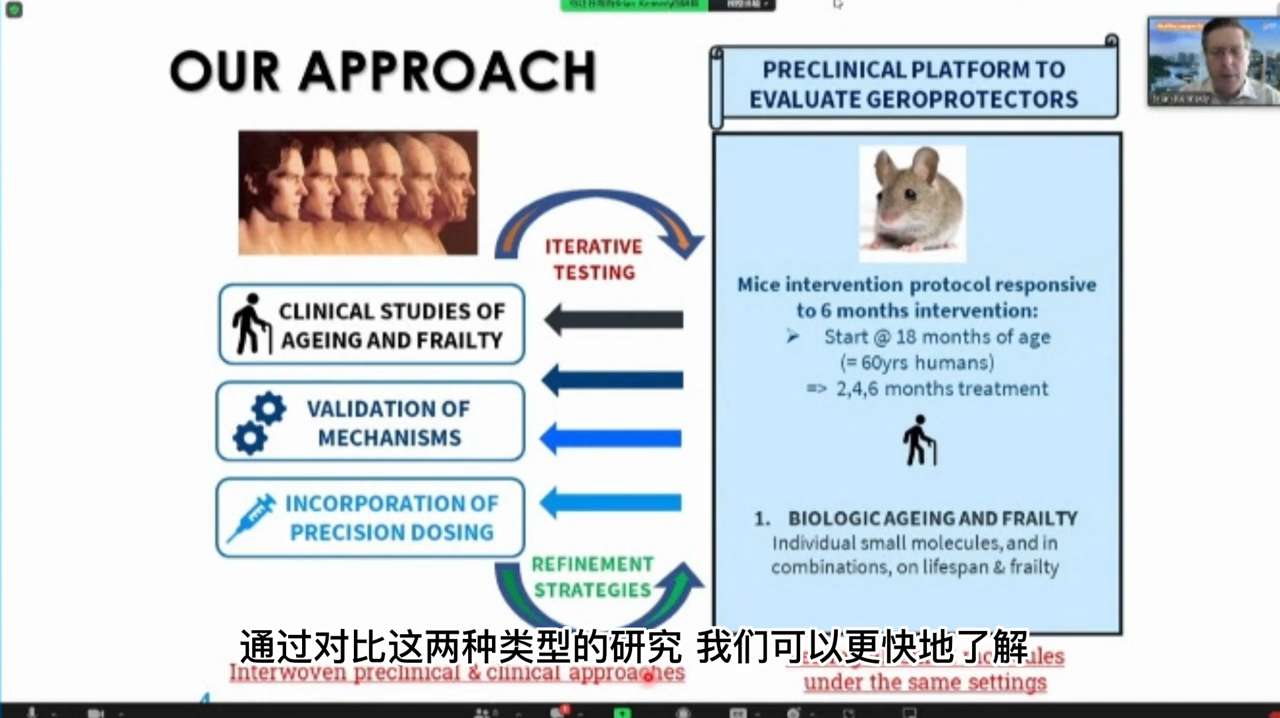 OUR APPROACH
PRECLINICAL PLATFORM TO
EVALUATE GEROPROTECTORS
ITERATIVE
TESTING
CLINICAL STUDIES OF
AGEING AND FRAILTY
VALIDATION OF
MECHANISMS
INCORPORATION OF
PRECISION DOSING
REFINEMENT
STRATEGIES
Mice intervention protocol responsive
to 6 months intervention:
➢ Start @ 18 months of age
(= 60yrs humans)
=> 2,4,6 months treatment
1. BIOLOGIC AGEING AND FRAILTY
Individual small molecules, and in
combinations, on lifespan & frailty
通过对比这两种类型的研究 我们可以更快地了解
Interwoven preclinical & clinical approaches
under the same settings
4